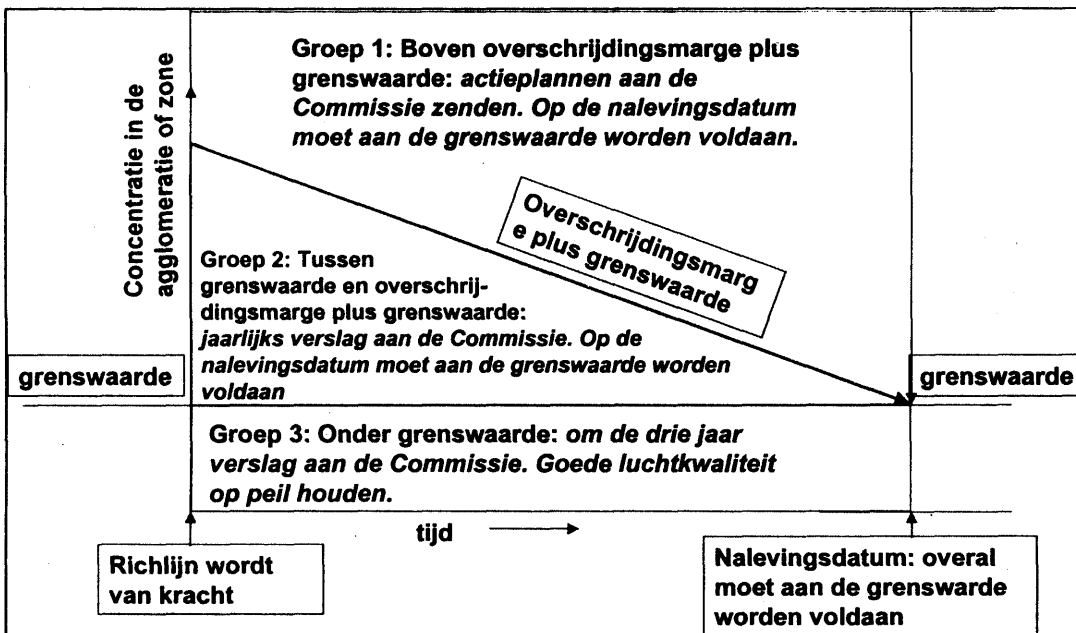 Groep 1: Boven overschrijdingsmarge plus
grenswaarde: actieplannen aan de
Commissie zenden. Op de nalevingsdatum
moet aan de grenswaarde worden voldaan.
Concentratie in de
agglomeratie of zone
Overschrijdingsmarg
e plus grenswaarde
Groep 2: Tussen
grenswaarde en overschrij-
dingsmarge plus grenswaarde:
jaarlijks verslag aan de Commissie. Op de
nalevingsdatum moet aan de grenswaarde worden
voldaan
grenswaarde
grenswaarde
Groep 3: Onder grenswaarde: om de drie jaar
verslag aan de Commissie. Goede luchtkwaliteit
op peil houden.
tijd
Richlijn wordt
van kracht
Nalevingsdatum: overal
moet aan de grenswarde
worden voldaan